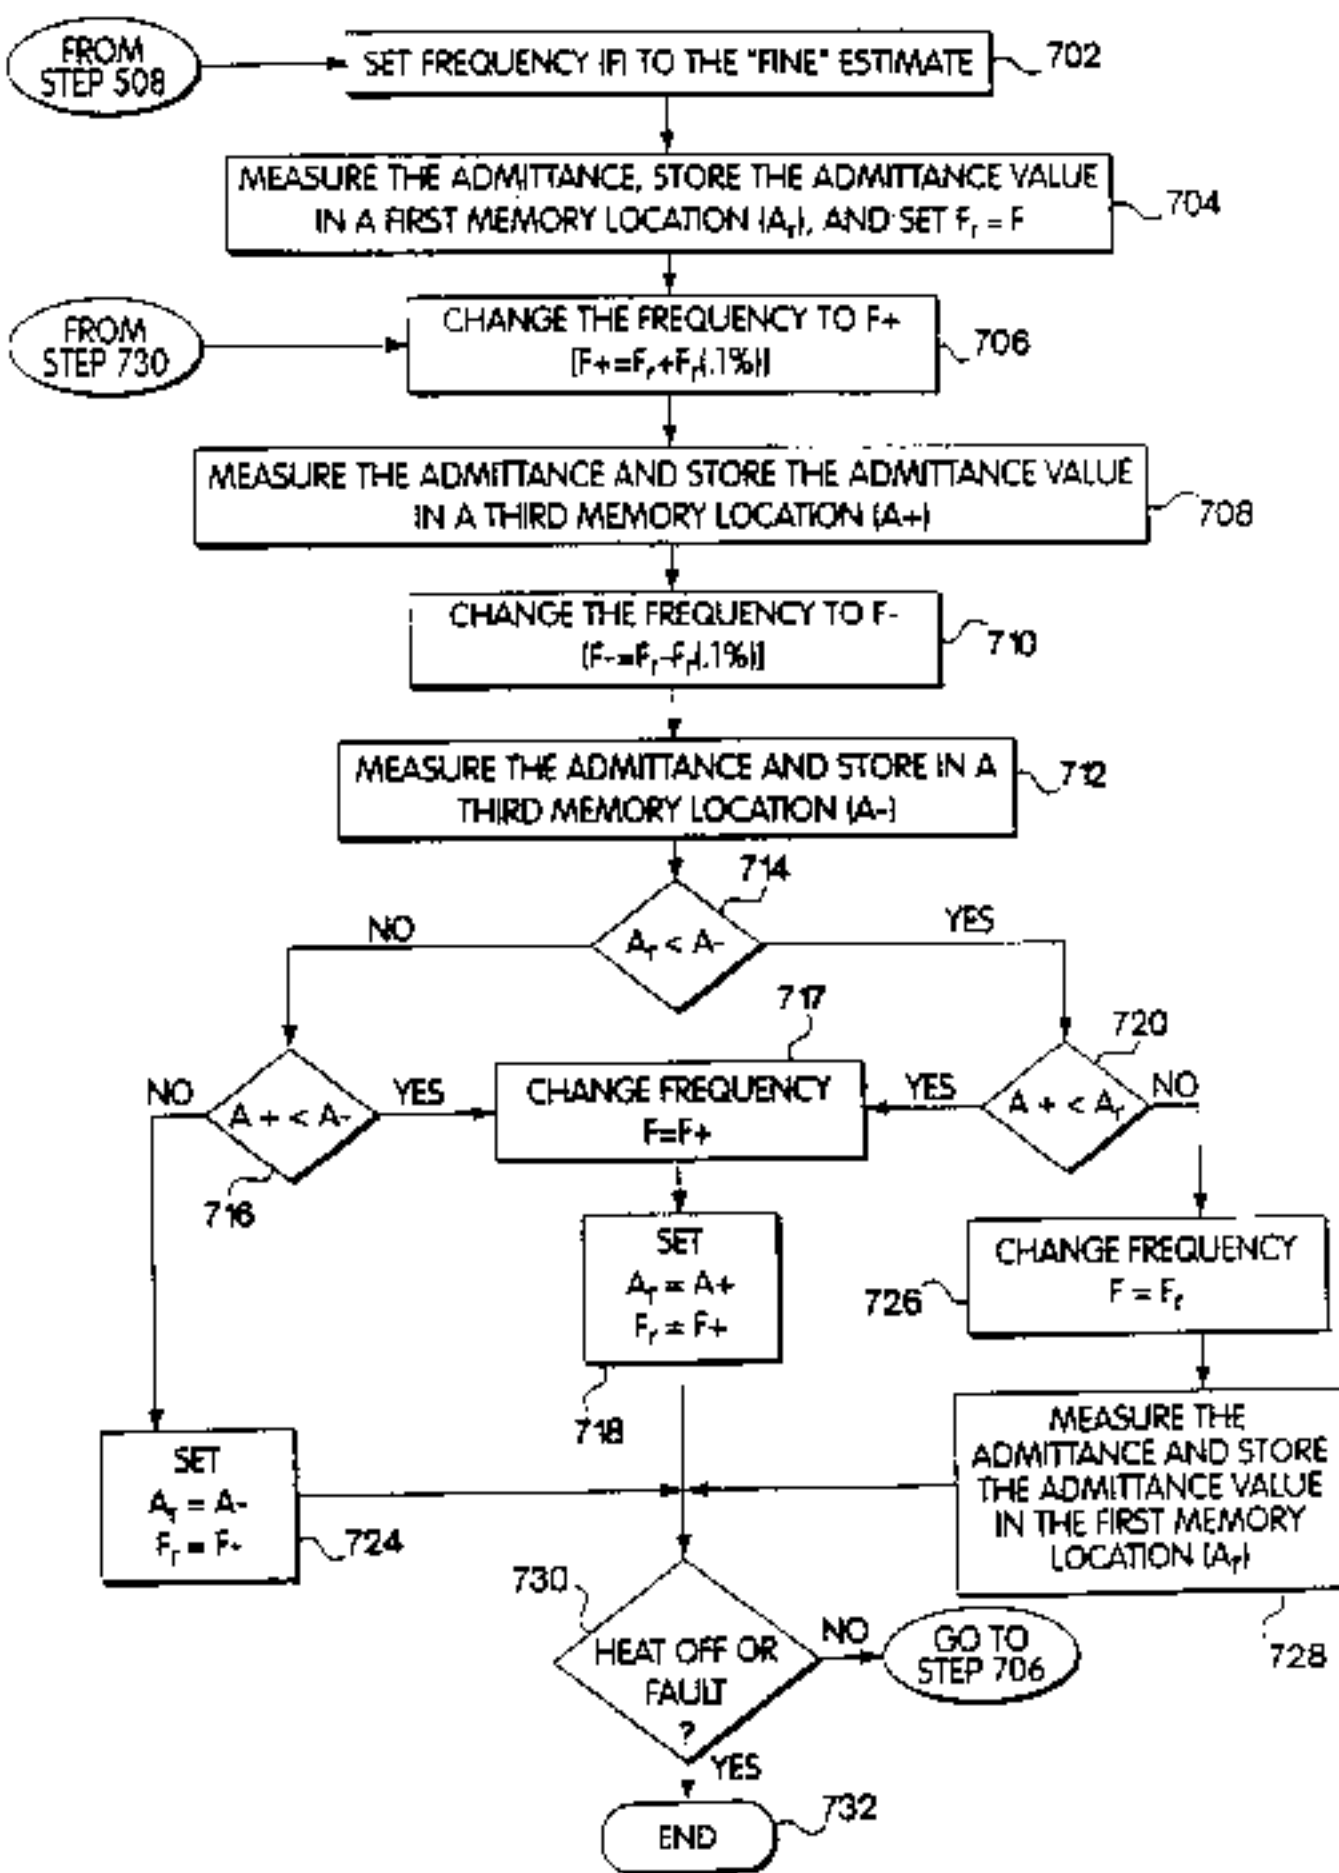 FROM
STEP 508
SET FREQUENCY (F) TO THE "FINE" ESTIMATE
702
MEASURE THE ADMITTANCE, STORE THE ADMITTANCE VALUE
IN A FIRST MEMORY LOCATION (Ar), AND SET Fr = F
704
FROM
STEP 730
CHANGE THE FREQUENCY TO F+
[F+=Fr+Fr(.1%)]
706
MEASURE THE ADMITTANCE AND STORE THE ADMITTANCE VALUE
IN A THIRD MEMORY LOCATION (A+)
708
CHANGE THE FREQUENCY TO F-
[F-=Fr-Fr(.1%)]
710
MEASURE THE ADMITTANCE AND STORE IN A
THIRD MEMORY LOCATION (A-)
712
714
NO
Ar < A-
YES
717
720
NO
A + < A-
YES
CHANGE FREQUENCY
F=F+
YES
A + < Ar
NO
716
SET
Ar = A+
Fr = F+
718
CHANGE FREQUENCY
F = Fr
726
SET
Ar = A-
Fr = F-
724
MEASURE THE
ADMITTANCE AND STORE
THE ADMITTANCE VALUE
IN THE FIRST MEMORY
LOCATION (Ar)
728
730
HEAT OFF OR
FAULT
?
NO
GO TO
STEP 706
YES
END
732